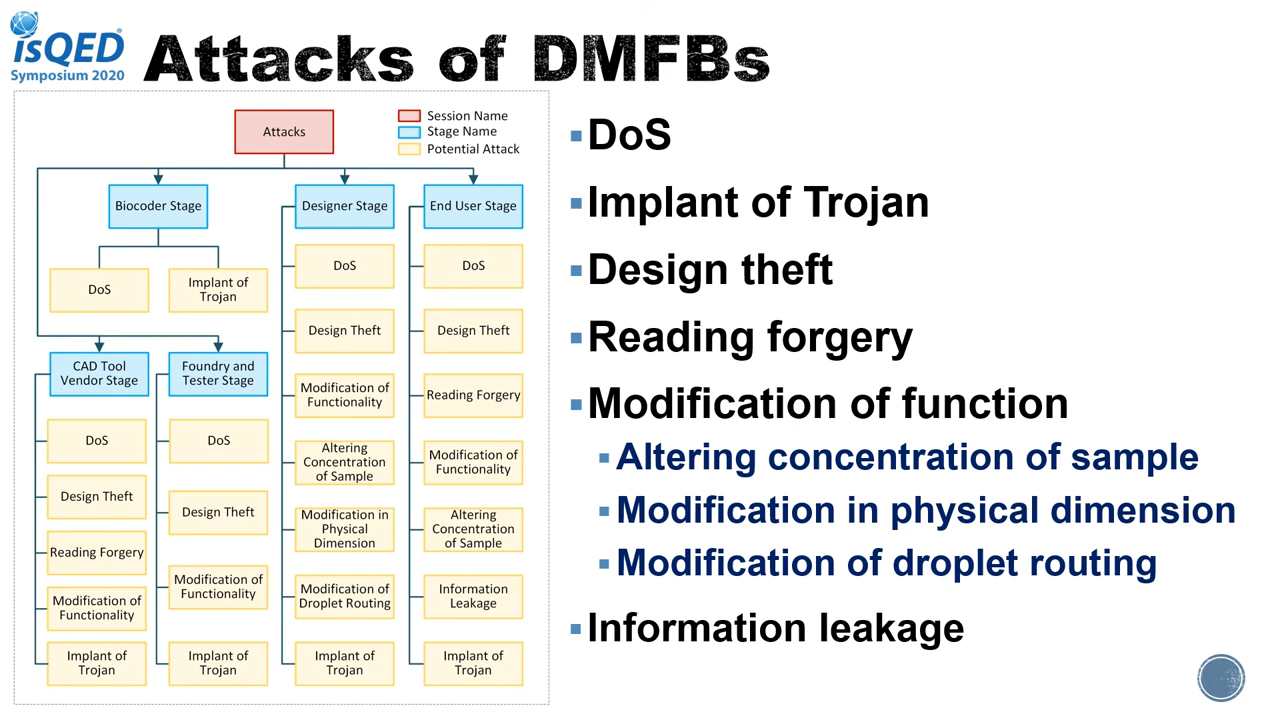 isQED®
Symposium 2020
Attacks of DMFBs
Attacks
Session Name
Stage Name
Potential Attack
Biocoder Stage
Designer Stage
End User Stage
DoS
Implant of
Trojan
CAD Tool
Vendor Stage
DoS
Design Theft
Reading Forgery
Modification of
Functionality
Implant of
Trojan
Foundry and
Tester Stage
DoS
Design Theft
Modification of
Functionality
Implant of
Trojan
DoS
Design Theft
Modification of
Functionality
Altering
Concentration
of Sample
Modification in
Physical
Dimension
Modification of
Droplet Routing
Implant of
Trojan
DoS
Design Theft
Reading Forgery
Modification of
Functionality
Altering
Concentration
of Sample
Information
Leakage
Implant of
Trojan
▪DoS
▪Implant of Trojan
▪Design theft
▪Reading forgery
▪Modification of function
▪Altering concentration of sample
▪Modification in physical dimension
▪Modification of droplet routing
▪Information leakage